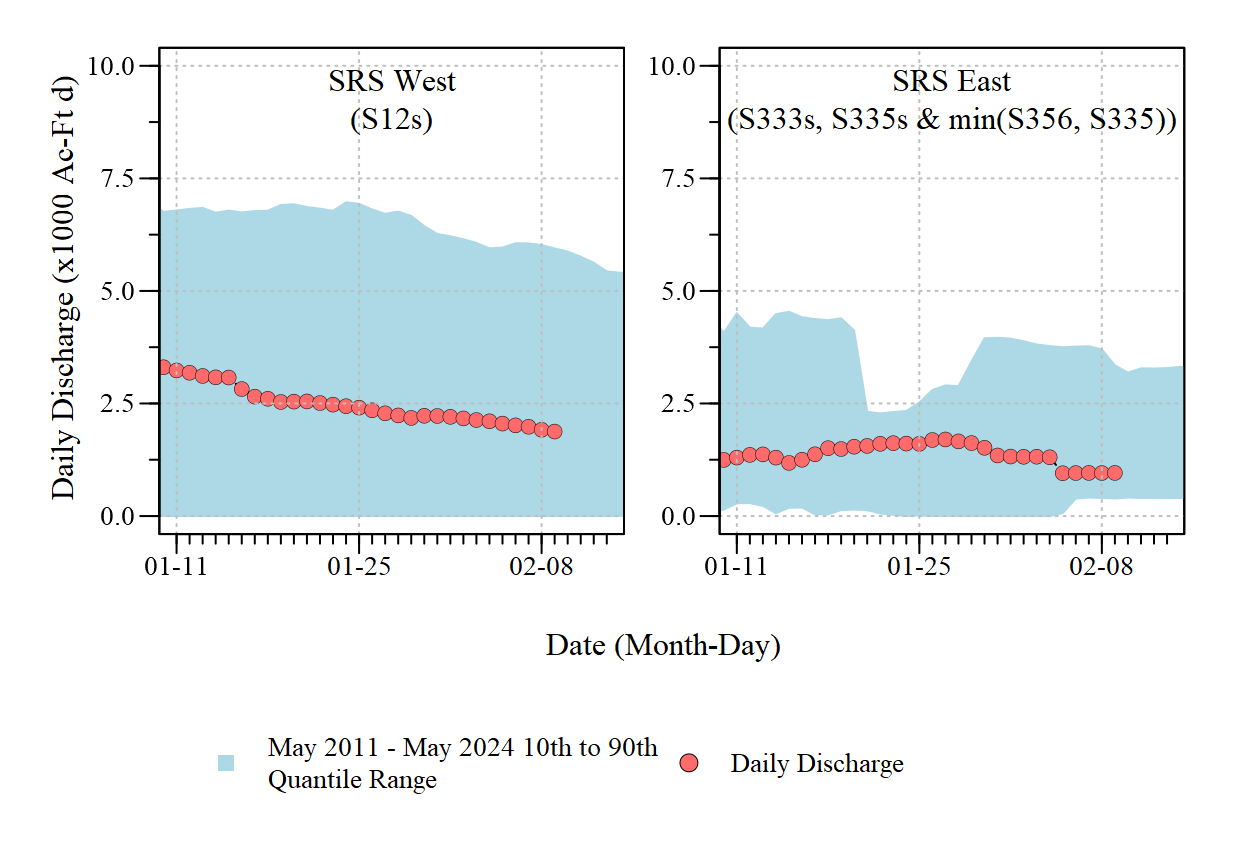 SRS West
(S12s)
Daily Discharge (x1000 Ac-Ft d)
10.0
7.5
5.0
2.5
0.0
01-11
01-25
02-08
SRS East
(S333s, S335s & min(S356, S335))
10.0
7.5
5.0
2.5
0.0
01-11
01-25
02-08
Date (Month-Day)
May 2011 - May 2024 10th to 90th
Quantile Range
Daily Discharge